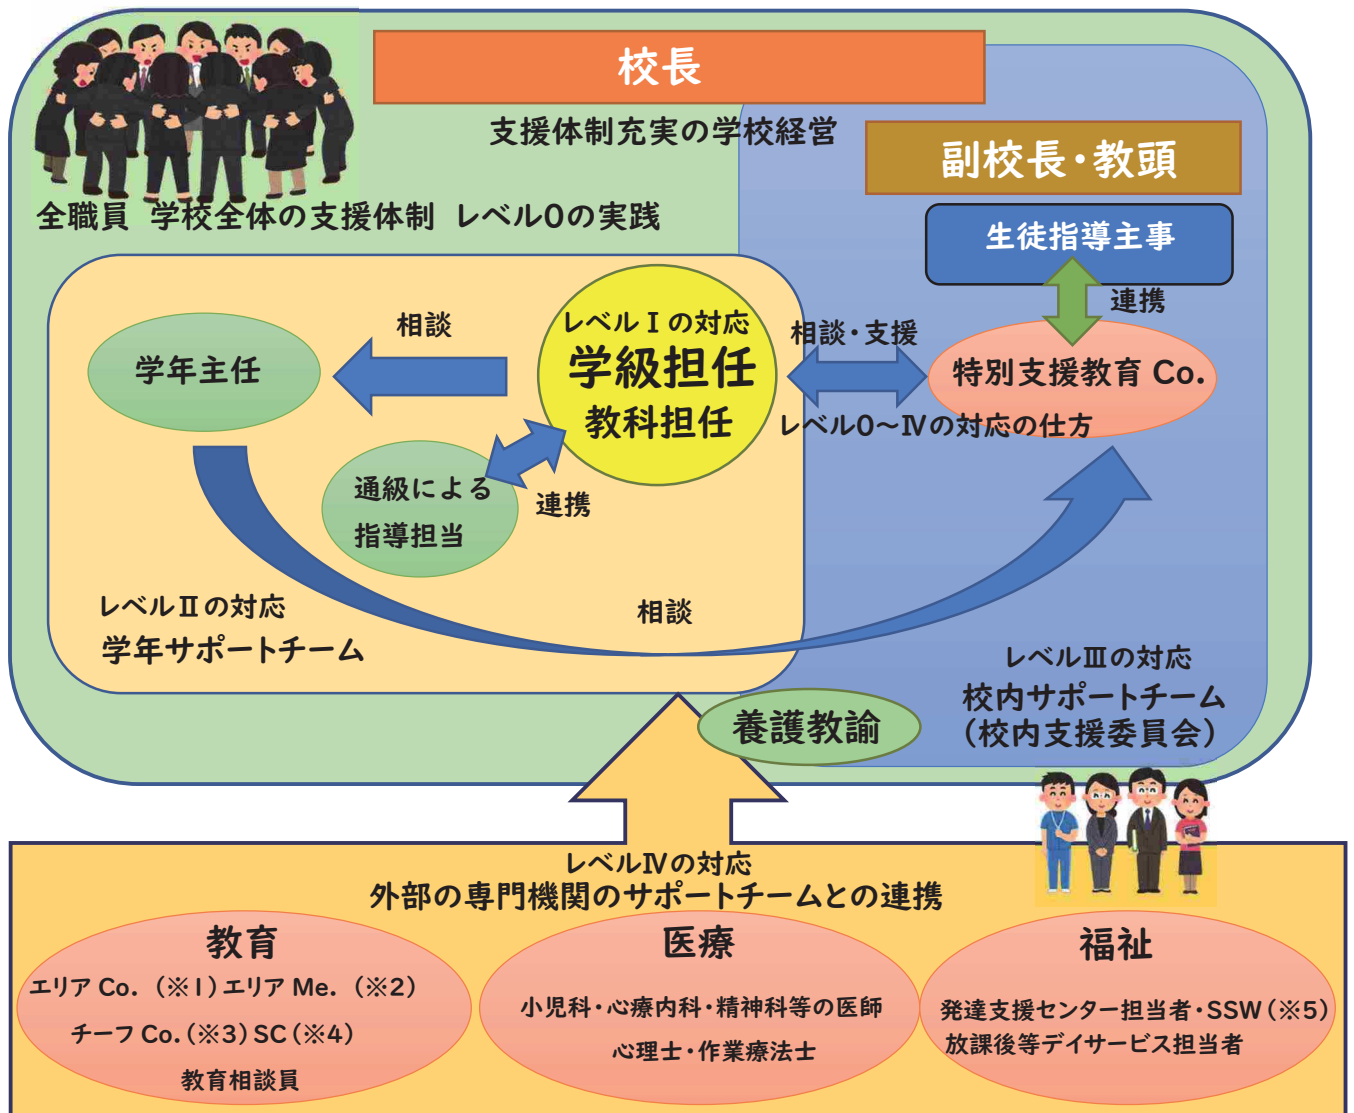 校長
支援体制充実の学校経営
副校長・教頭
全職員 学校全体の支援体制 レベル0の実践
生徒指導主事
連携
相談
レベルⅠの対応
学級担任
教科担任
相談・支援
学年主任
特別支援教育 Co.
レベル0～Ⅳの対応の仕方
通級による
指導担当
連携
レベルⅡの対応
学年サポートチーム
相談
レベルⅢの対応
校内サポートチーム
（校内支援委員会）
養護教諭
レベルⅣの対応
外部の専門機関のサポートチームとの連携
教育
エリア Co. （※1）エリア Me. （※2）
チーフ Co.（※3）SC（※4）
教育相談員
医療
小児科・心療内科・精神科等の医師
心理士・作業療法士
福祉
発達支援センター担当者・SSW（※5）
放課後等デイサービス担当者